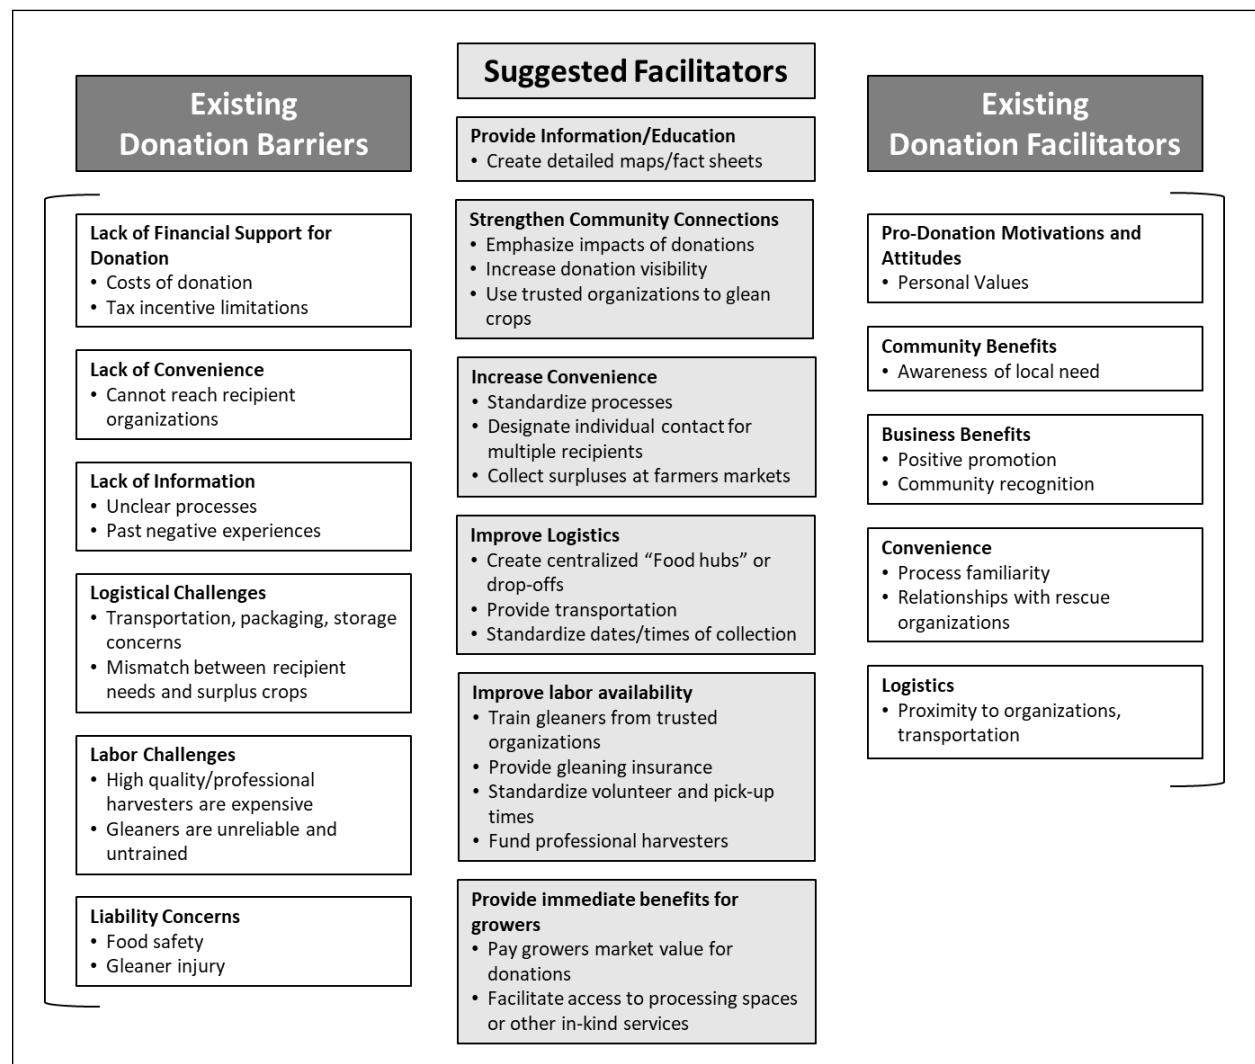 Existing
Donation Barriers
Lack of Financial Support for
Donation
• Costs of donation
• Tax incentive limitations
Lack of Convenience
• Cannot reach recipient
organizations
Lack of Information
• Unclear processes
• Past negative experiences
Logistical Challenges
• Transportation, packaging, storage
concerns
• Mismatch between recipient
needs and surplus crops
Labor Challenges
• High quality/professional
harvesters are expensive
• Gleaners are unreliable and
untrained
Liability Concerns
• Food safety
• Gleaner injury
Suggested Facilitators
Provide Information/Education
• Create detailed maps/fact sheets
Strengthen Community Connections
• Emphasize impacts of donations
• Increase donation visibility
• Use trusted organizations to glean
crops
Increase Convenience
• Standardize processes
• Designate individual contact for
multiple recipients
• Collect surpluses at farmers markets
Improve Logistics
• Create centralized “Food hubs” or
drop-offs
• Provide transportation
• Standardize dates/times of collection
Improve labor availability
• Train gleaners from trusted
organizations
• Provide gleaning insurance
• Standardize volunteer and pick-up
times
• Fund professional harvesters
Provide immediate benefits for
growers
• Pay growers market value for
donations
• Facilitate access to processing spaces
or other in-kind services
Existing
Donation Facilitators
Pro-Donation Motivations and
Attitudes
• Personal Values
Community Benefits
• Awareness of local need
Business Benefits
• Positive promotion
• Community recognition
Convenience
• Process familiarity
• Relationships with rescue
organizations
Logistics
• Proximity to organizations,
transportation